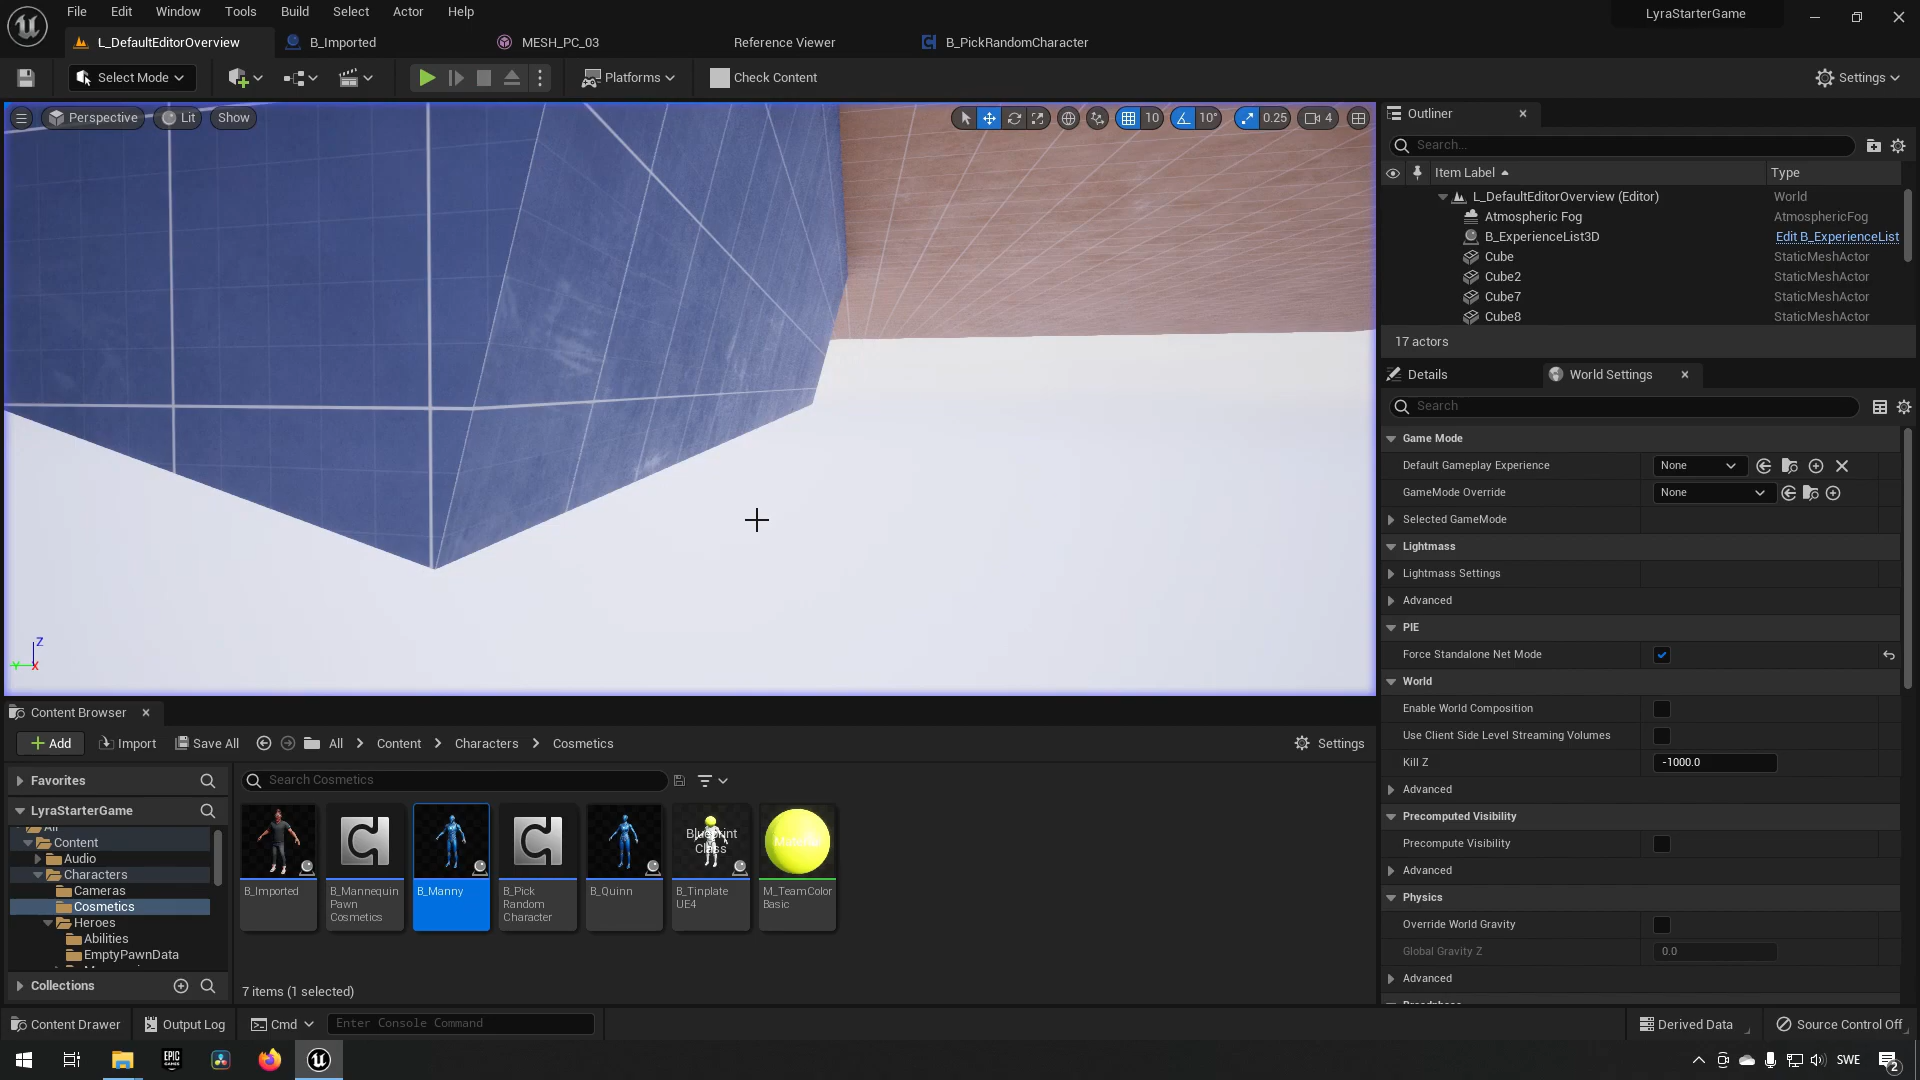 File Edit Window Tools Build Select Actor Help
LyraStarterGame
L_DefaultEditorOverview
B_Imported
MESH_PC_03
Reference Viewer
B_PickRandomCharacter
Select Mode
Platforms
Check Content
Settings
Perspective
Lit
Show
10
10°
0.25
4
Outliner
Search...
Item Label
Type
L_DefaultEditorOverview (Editor)
World
Atmospheric Fog
AtmosphericFog
B_ExperienceList3D
Edit B_ExperienceList
Cube
StaticMeshActor
Cube2
StaticMeshActor
Cube7
StaticMeshActor
Cube8
StaticMeshActor
17 actors
Details
World Settings
Search
Game Mode
Default Gameplay Experience
None
GameMode Override
None
Selected GameMode
Lightmass
Lightmass Settings
Advanced
PIE
Force Standalone Net Mode
World
Enable World Composition
Use Client Side Level Streaming Volumes
Kill Z
-1000.0
Advanced
Precomputed Visibility
Precompute Visibility
Advanced
Physics
Override World Gravity
Global Gravity Z
0.0
Advanced
Z
Y
X
Content Browser
Add
Import
Save All
All
Content
Characters
Cosmetics
Settings
Favorites
Search Cosmetics
LyraStarterGame
All
Content
Audio
Characters
Cameras
Cosmetics
Heroes
Abilities
EmptyPawnData
Collections
B_Imported
B_Mannequin
Pawn
Cosmetics
B_Manny
B_Pick
Random
Character
B_Quinn
Blueprint
Class
B_Tinplate
UE4
Material
M_TeamColor
Basic
7 items (1 selected)
Content Drawer
Output Log
Cmd
Enter Console Command
Derived Data
Source Control Off
EPIC
GAMES
SWE
2